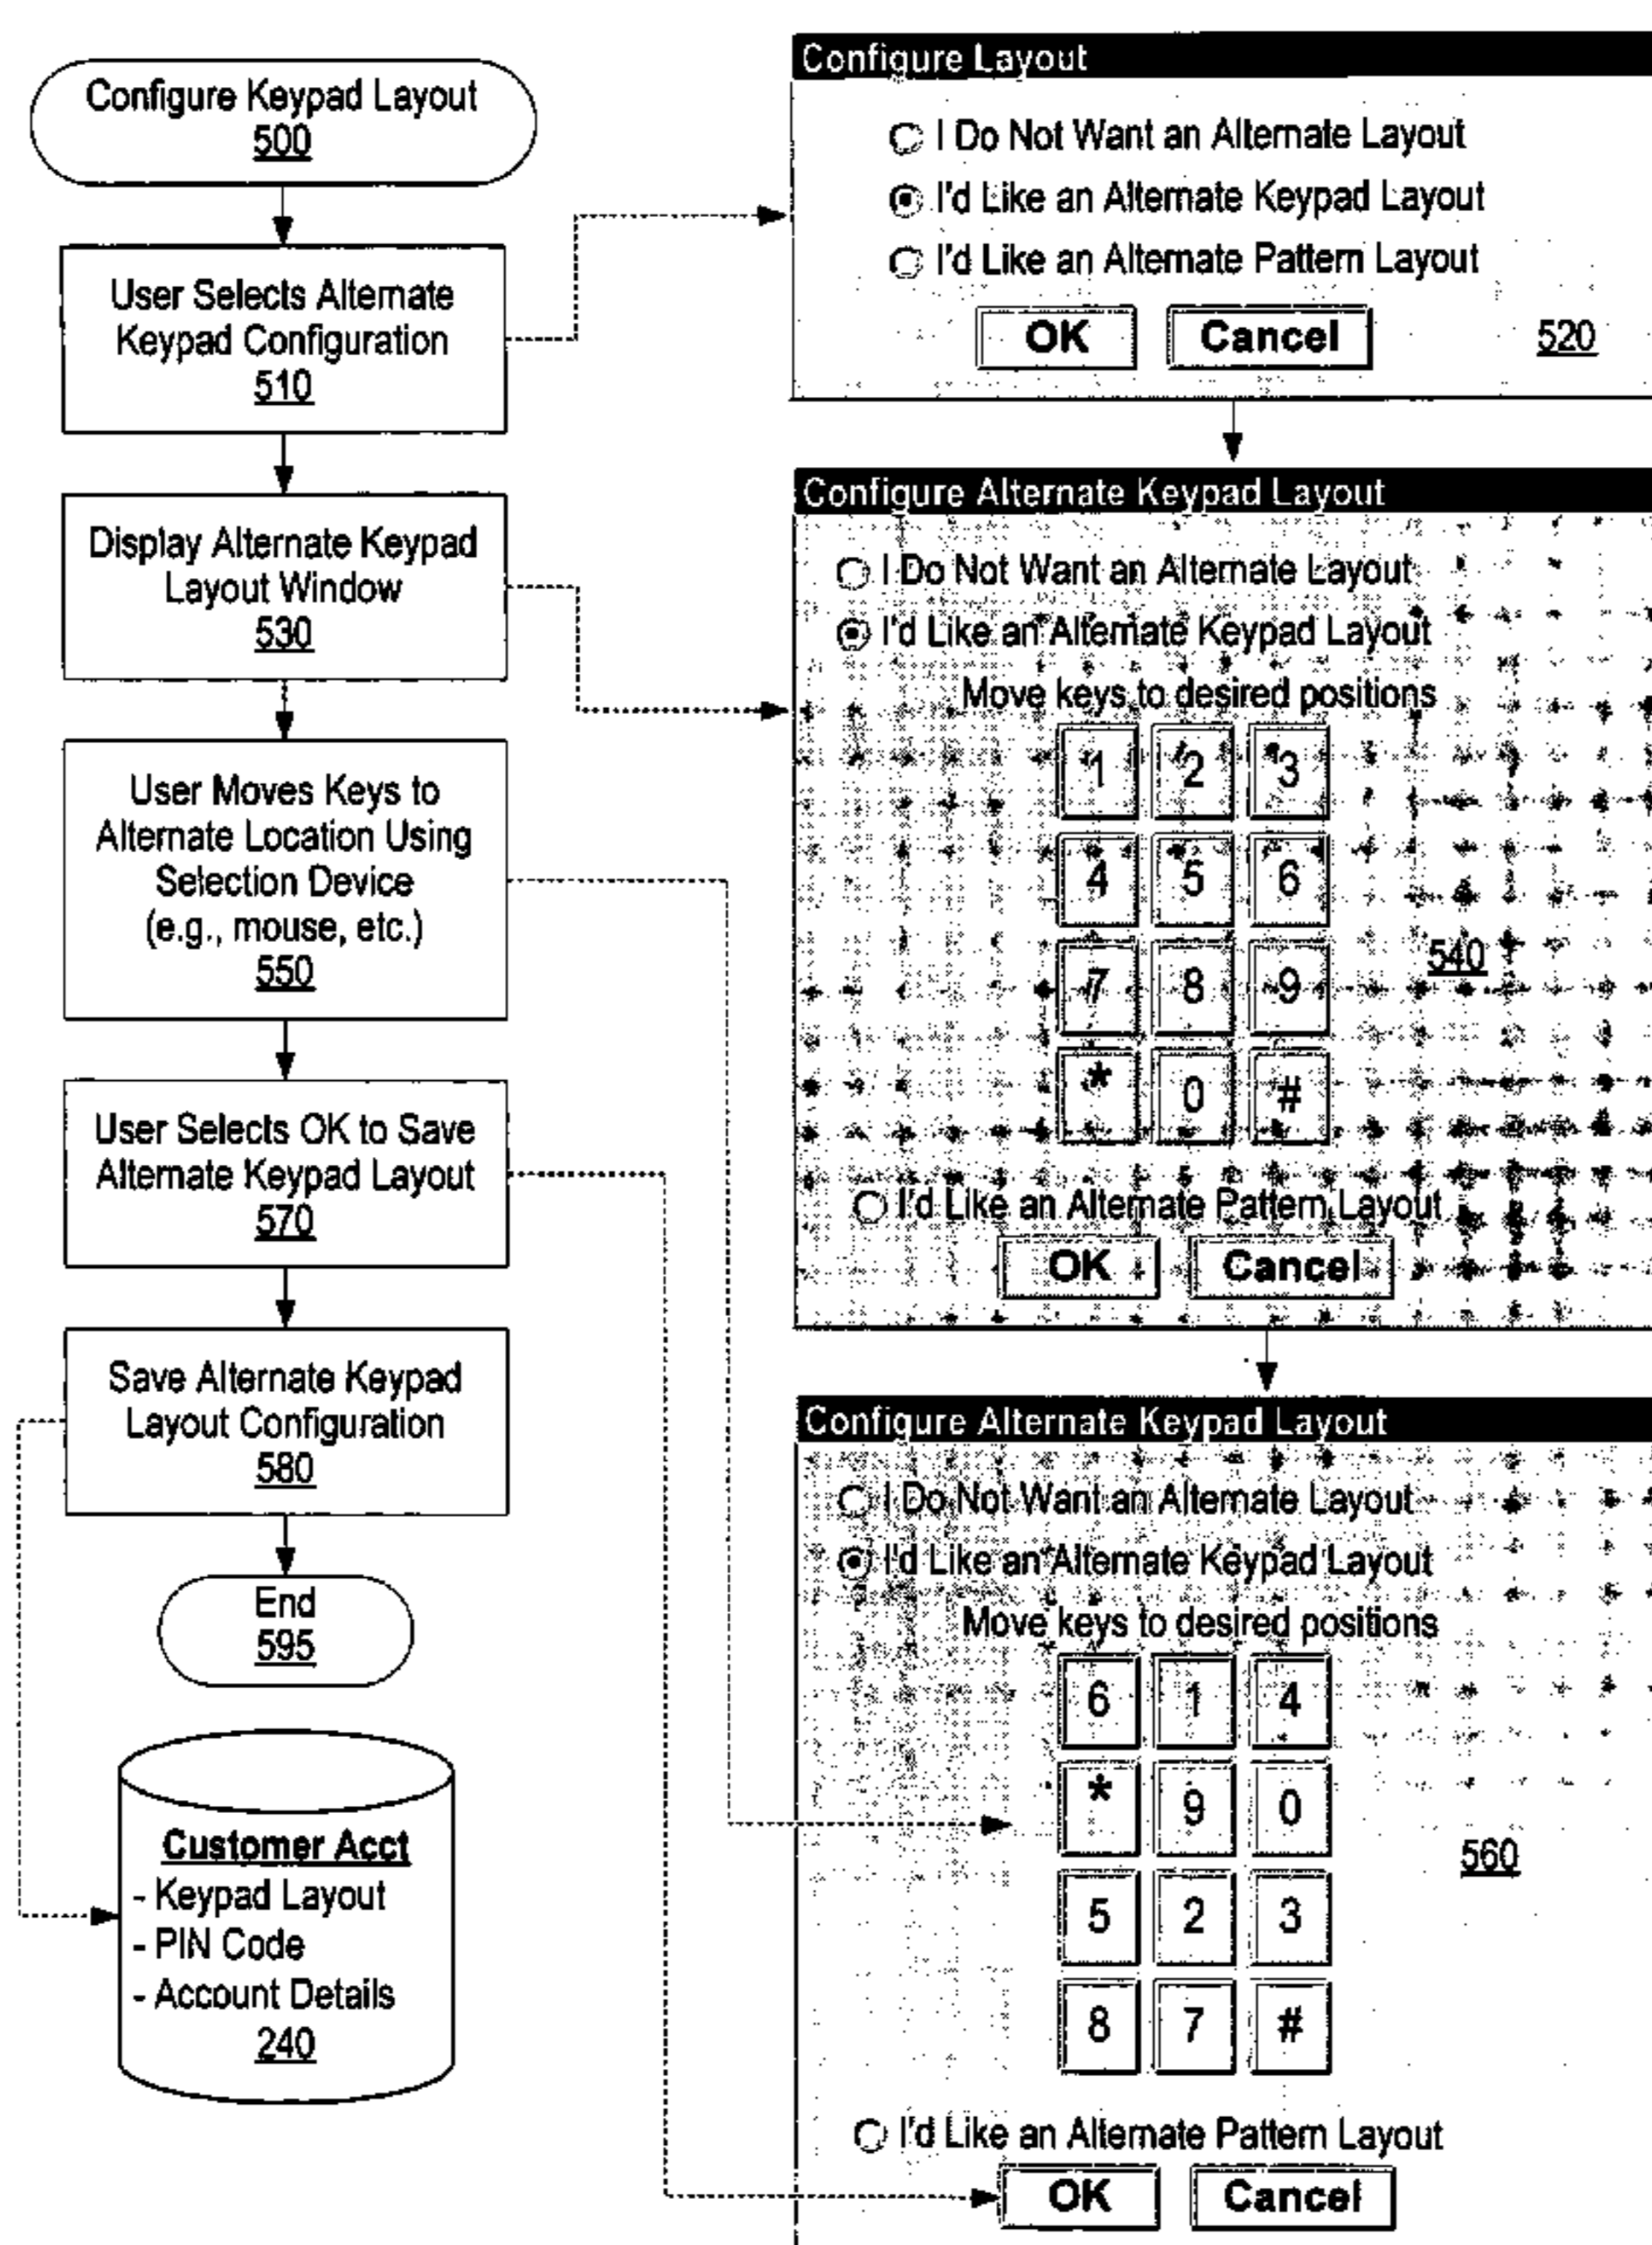 Configure Keypad Layout
500
User Selects Alternate
Keypad Configuration
510
Display Alternate Keypad
Layout Window
530
User Moves Keys to
Alternate Location Using
Selection Device
(e.g., mouse, etc.)
550
User Selects OK to Save
Alternate Keypad Layout
570
Save Alternate Keypad
Layout Configuration
580
End
595
Customer Acct
- Keypad Layout
- PIN Code
- Account Details
240
Configure Layout
I Do Not Want an Alternate Layout
I'd Like an Alternate Keypad Layout
I'd Like an Alternate Pattern Layout
OK Cancel
520
Configure Alternate Keypad Layout
I Do Not Want an Alternate Layout
I'd Like an Alternate Keypad Layout
Move keys to desired positions
1 2 3
4 5 6
7 8 9
* 0 #
540
I'd Like an Alternate Pattern Layout
OK Cancel
Configure Alternate Keypad Layout
I Do Not Want an Alternate Layout
I'd Like an Alternate Keypad Layout
Move keys to desired positions
6 1 4
* 9 0
5 2 3
8 7 #
560
I'd Like an Alternate Pattern Layout
OK Cancel